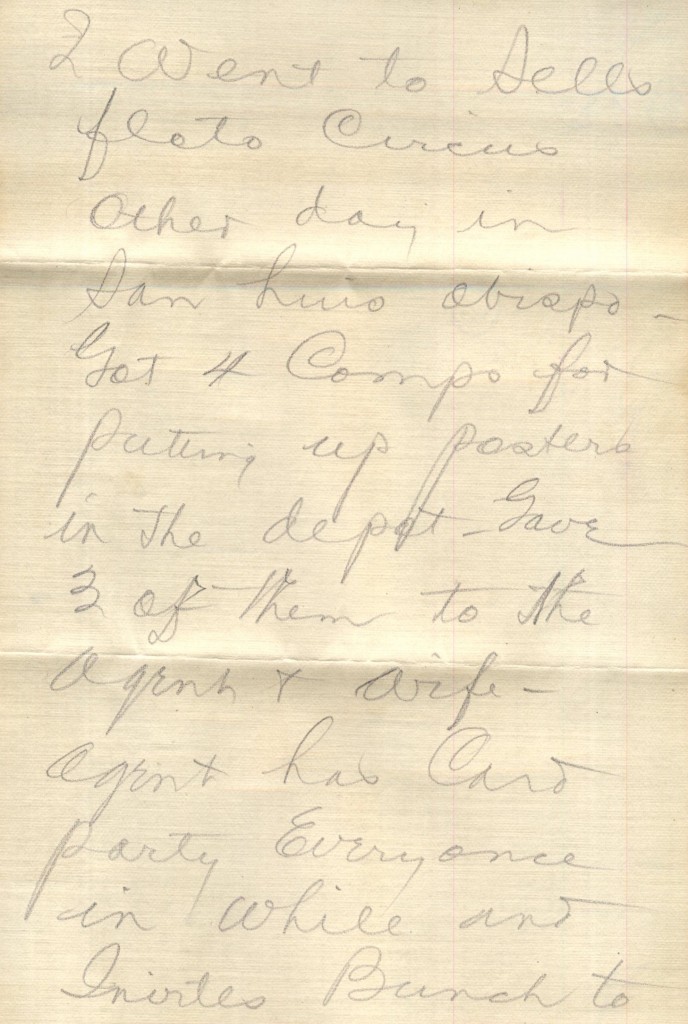 2 Went to Sells
floto Circus
Other day in
San Luis obispo -
Got 4 Comps for
putting up posters
in the depot - Gave
3 of them to the
agent & wife -
agent has Card
party Everyonce
in while and
Invites Bunch to